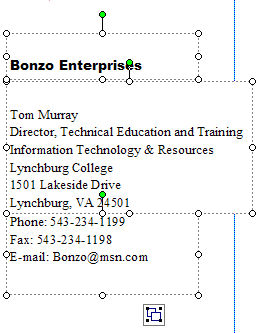 Bonzo Enterprises
Tom Murray
Director, Technical Education and Training
Information Technology & Resources
Lynchburg College
1501 Lakeside Drive
Lynchburg, VA 24501
Phone: 543-234-1199
Fax: 543-234-1198
E-mail: Bonzo@msn.com